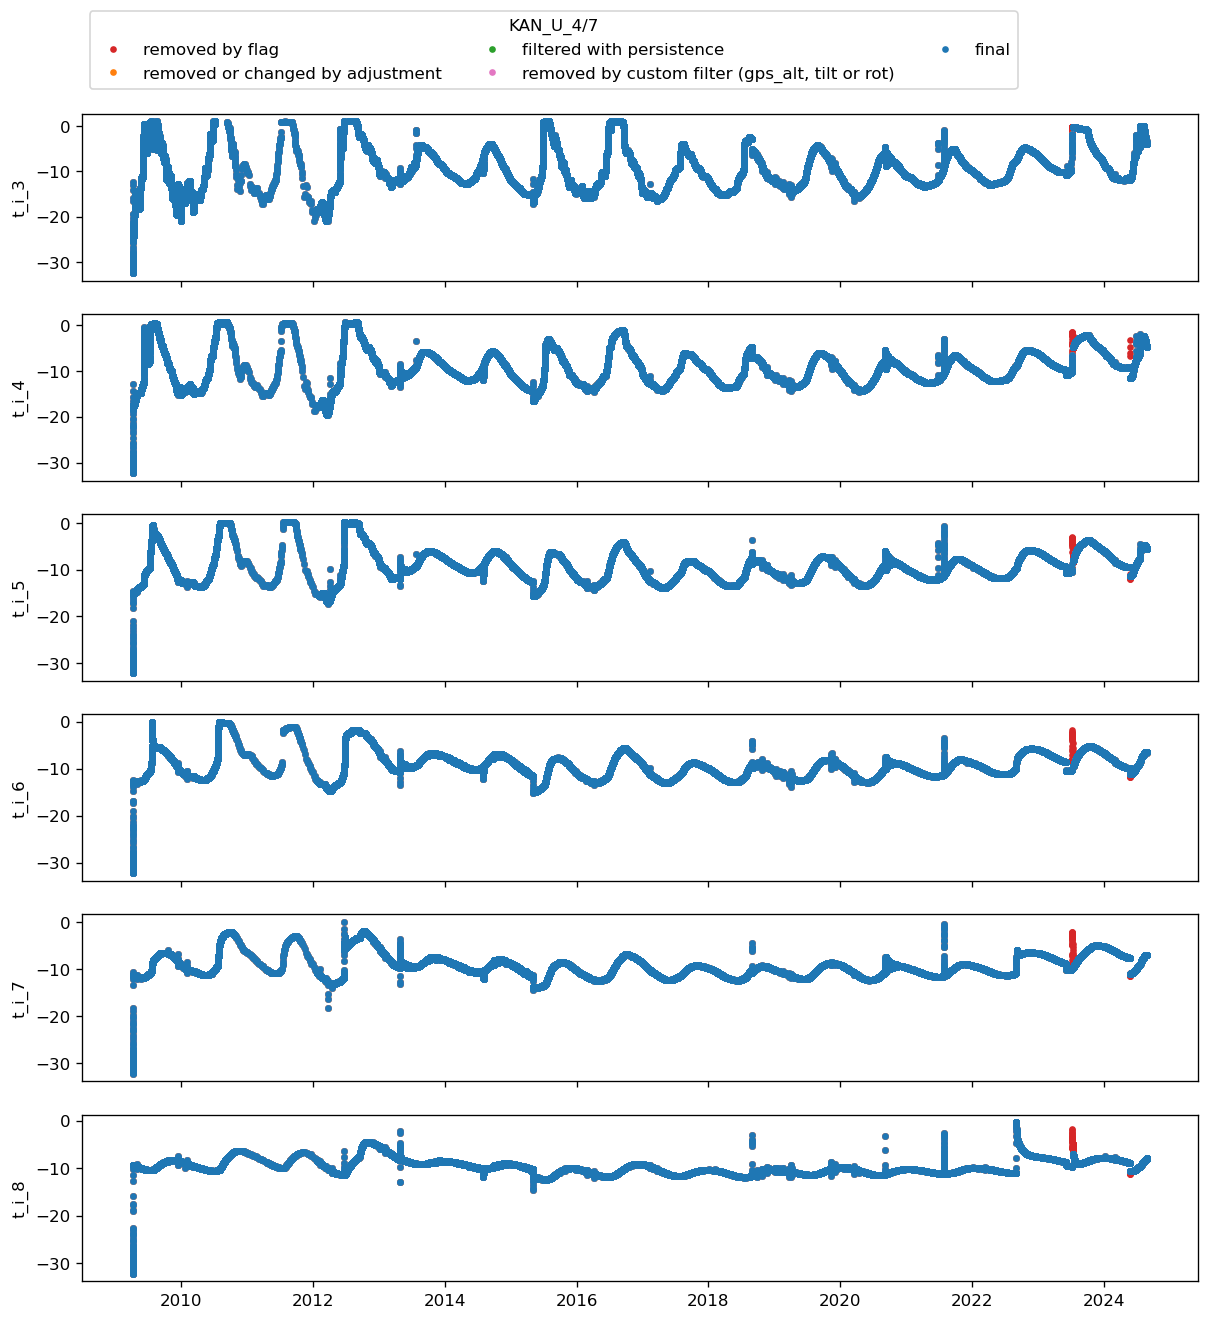 KAN_U_4/7
removed by flag
filtered with persistence
final
removed or changed by adjustment
removed by custom filter (gps_alt, tilt or rot)
0
−10
−20
−30
t_i_3
0
−10
−20
−30
t_i_4
0
−10
−20
−30
t_i_5
0
−10
−20
−30
t_i_6
0
−10
−20
−30
t_i_7
0
−10
−20
−30
t_i_8
2010 2012 2014 2016 2018 2020 2022 2024